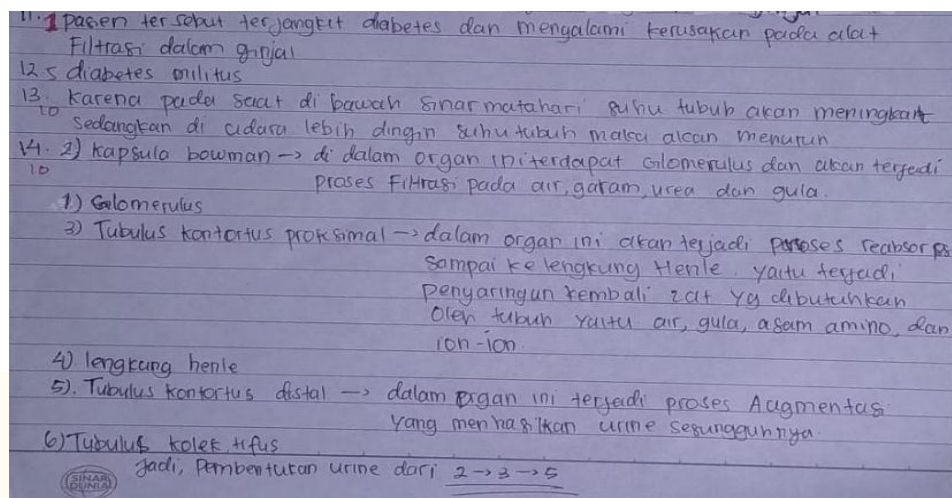 11. 1 pasien tersebut terjangkit diabetes dan mengalami kerusakan pada alat
Filtrasi dalam ginjal
12. 5 diabetes militus
13. Karena pada saat di bawah sinar matahari suhu tubuh akan meningkat
10 sedangkan di udara lebih dingin suhu tubuh maka akan menurun
14. 2) Kapsula bowman → di dalam organ ini terdapat Glomerulus dan akan terjadi
10 proses Filtrasi pada air, garam, urea dan gula.
1) Galomerulus
3) Tubulus Kontortus proksimal → dalam organ ini akan terjadi proses reabsorpsi
sampai ke lengkung Henle. yaitu terjadi
penyaringan kembali zat yg dibutuhkan
oleh tubuh yaitu air, gula, asam amino, dan
ion-ion.
4) lengkung henle
5). Tubulus kontortus distal → dalam organ ini terjadi proses Augmentasi
yang menhasilkan urine sesungguhnya.
6) Tubulus kolektifus
Jadi, Pembentukan urine dari 2 → 3 → 5
SINAR
DUNIA